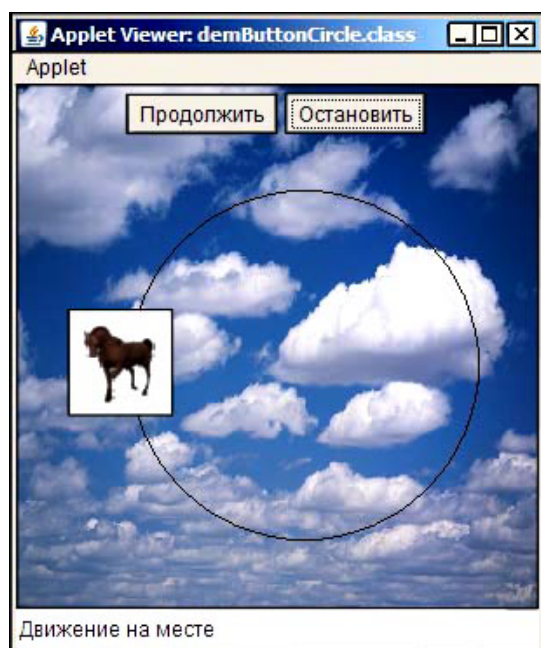 Applet Viewer: demButtonCircle.class
Applet
Продолжить Остановить
Движение на месте